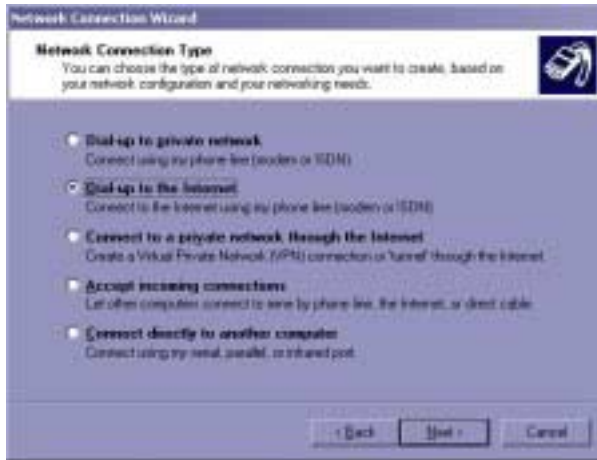 Network Connection Wizard
Network Connection Type
You can choose the type of network connection you want to create, based on
your network configuration and your networking needs.
Dial-up to private network
Connect using my phone line (modem or ISDN).
Dial-up to the Internet
Connect to the Internet using my phone line (modem or ISDN).
Connect to a private network through the Internet
Create a Virtual Private Network (VPN) connection or 'tunnel' through the Internet.
Accept incoming connections
Let other computers connect to mine by phone line, the Internet, or direct cable.
Connect directly to another computer
Connect using my serial, parallel, or infrared port.
< Back
Next >
Cancel